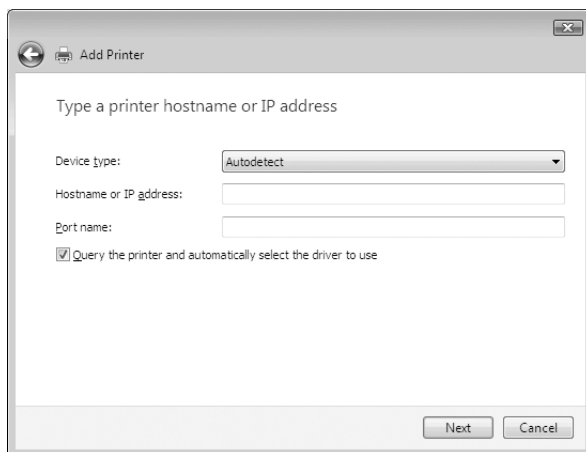 Add Printer
Type a printer hostname or IP address
Device type: Autodetect
Hostname or IP address:
Port name:
Query the printer and automatically select the driver to use
Next Cancel